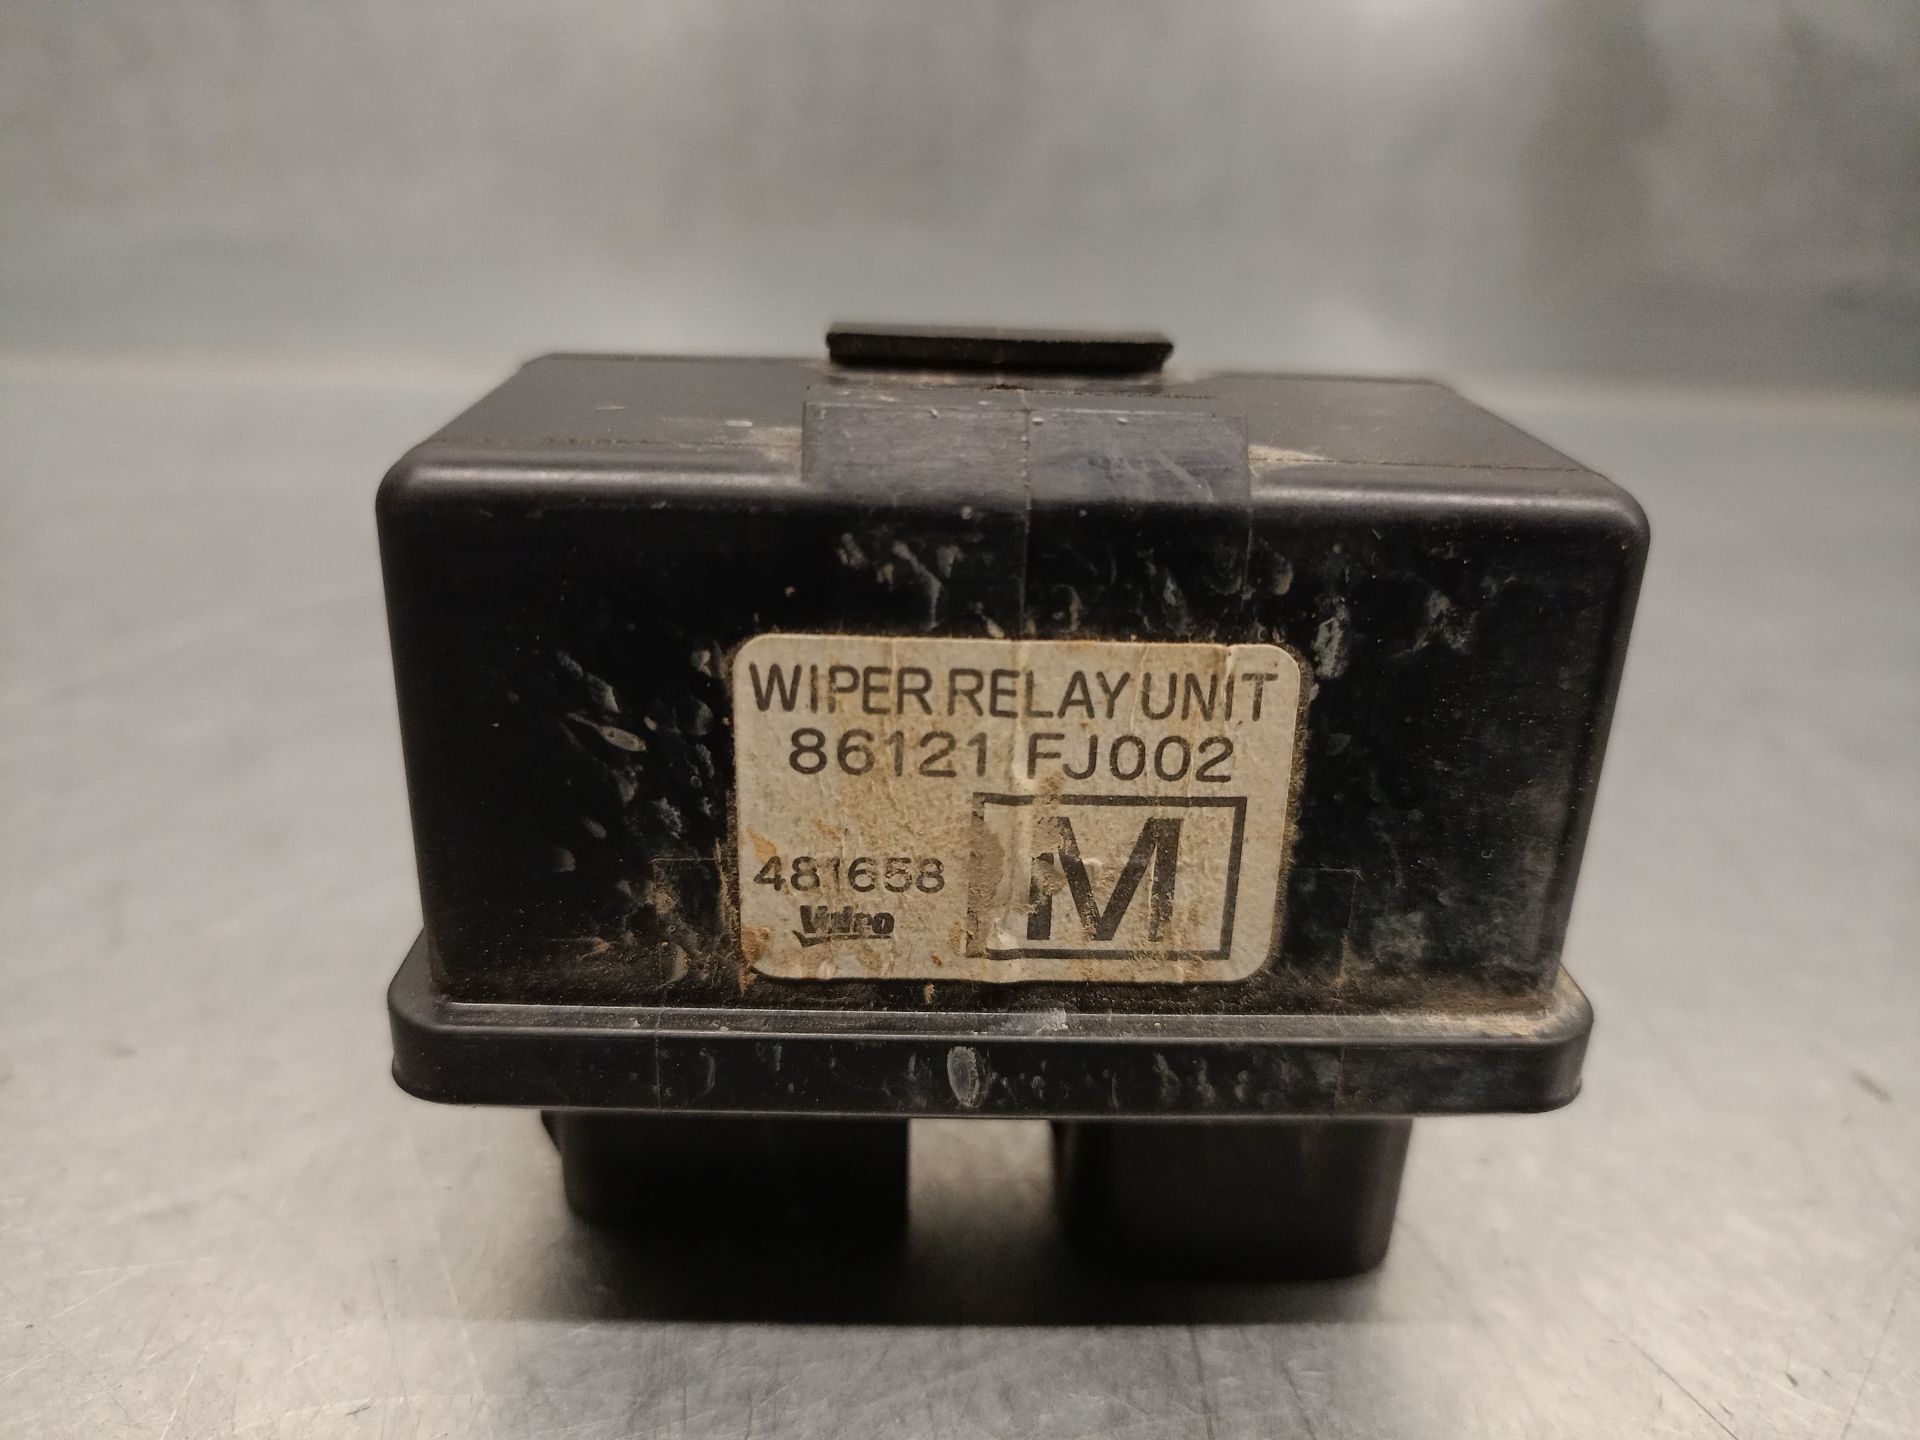 WIPER RELAY UNIT
86121 FJ002
481658
Valeo
M